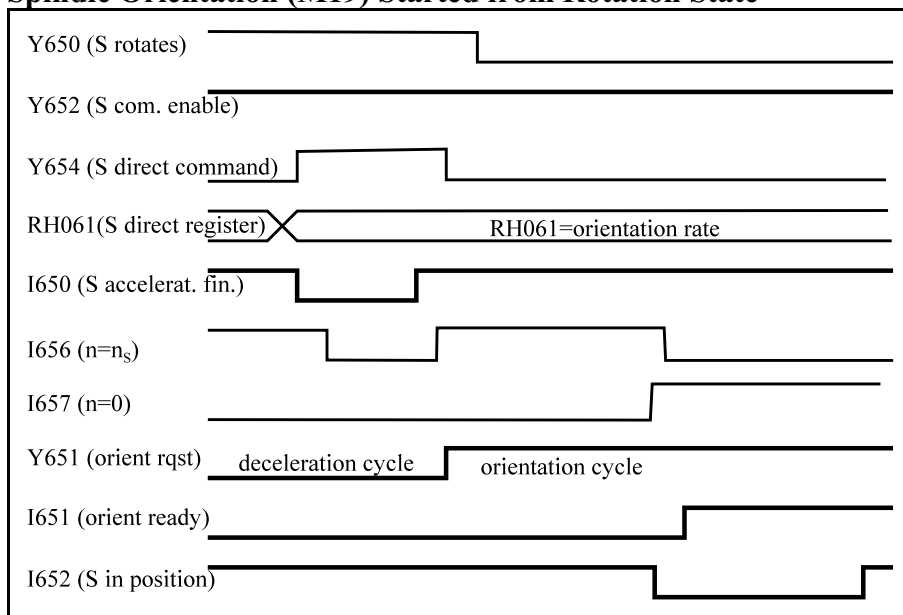 Spindle Orientation (M19) Started from Rotation State
Y650 (S rotates)
Y652 (S com. enable)
Y654 (S direct command)
RH061(S direct register)
RH061=orientation rate
I650 (S accelerat. fin.)
I656 (n=nS)
I657 (n=0)
Y651 (orient rqst)
deceleration cycle
orientation cycle
I651 (orient ready)
I652 (S in position)